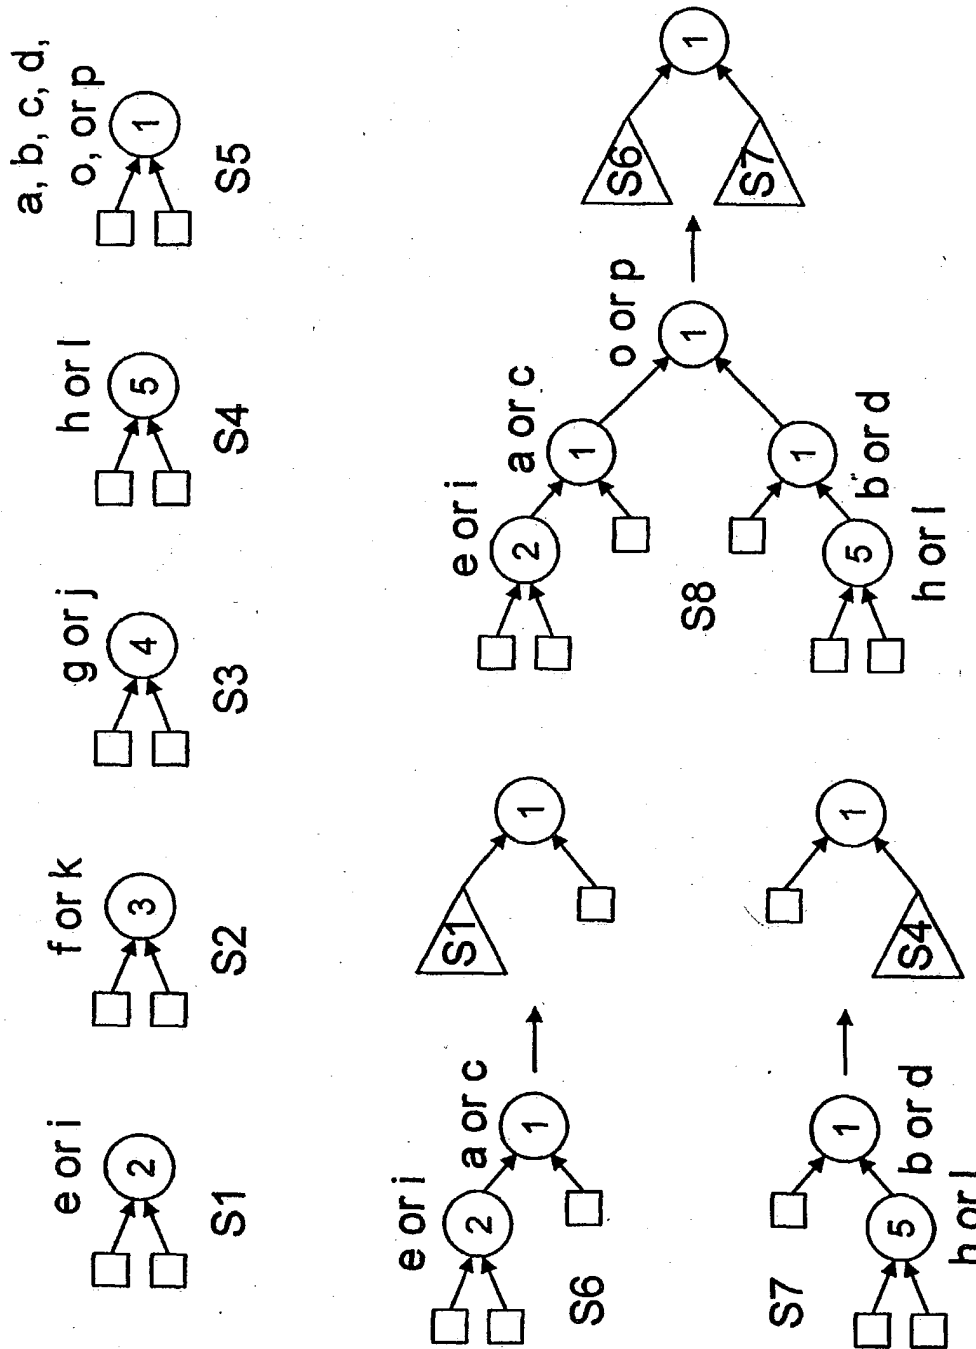 e or i
2
S1
f or k
3
S2
g or j
4
S3
h or l
5
S4
a, b, c, d,
o, or p
1
S5
e or i
2
a or c
1
S6
S1
1
1
b or d
5
h or l
S7
1
S4
e or i
2
a or c
1
o or p
1
S8
1
b or d
5
h or l
S6
S7
1